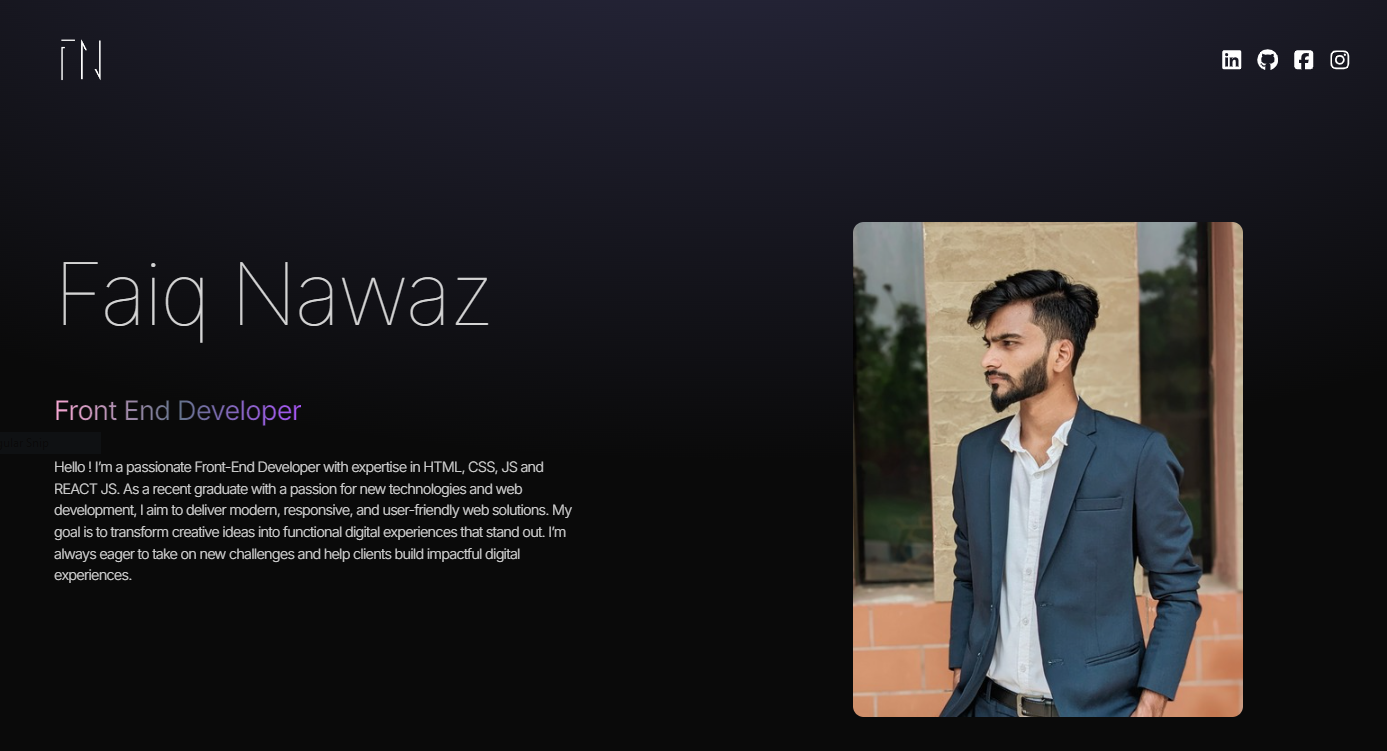 FN
Faiq Nawaz
Front End Developer
Hello ! I'm a passionate Front-End Developer with expertise in HTML, CSS, JS and
REACT JS. As a recent graduate with a passion for new technologies and web
development, I aim to deliver modern, responsive, and user-friendly web solutions. My
goal is to transform creative ideas into functional digital experiences that stand out. I'm
always eager to take on new challenges and help clients build impactful digital
experiences.